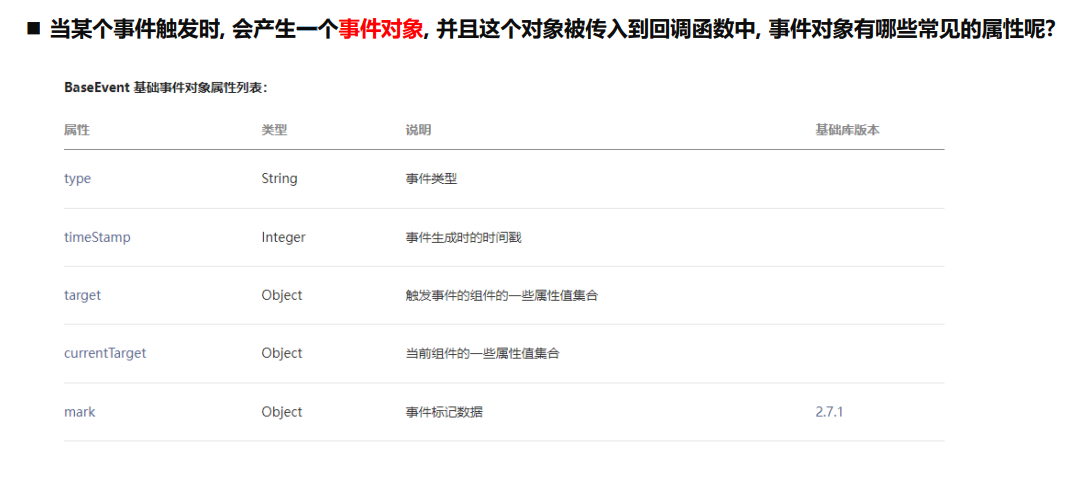 ■ 当某个事件触发时, 会产生一个事件对象, 并且这个对象被传入到回调函数中, 事件对象有哪些常见的属性呢?
BaseEvent 基础事件对象属性列表:
属性 类型 说明 基础库版本
type String 事件类型
timeStamp Integer 事件生成时的时间戳
target Object 触发事件的组件的一些属性值集合
currentTarget Object 当前组件的一些属性值集合
mark Object 事件标记数据 2.7.1